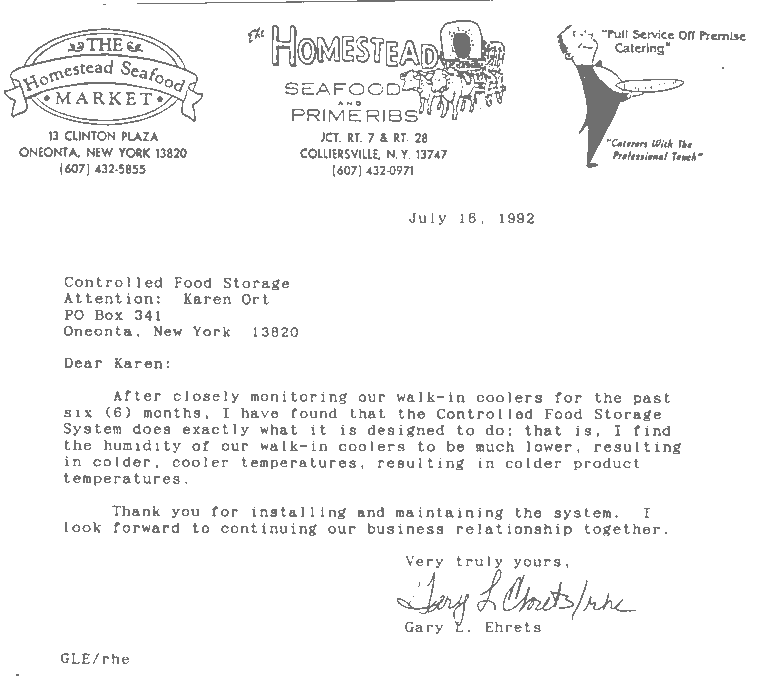 THE
Homestead Seafood
• MARKET •
13 CLINTON PLAZA
ONEONTA, NEW YORK 13820
(607) 432-5855
The HOMESTEAD
SEAFOOD
AND
PRIME RIBS
JCT. RT. 7 & RT. 28
COLLIERSVILLE, N. Y. 13747
(607) 432-0971
"Full Service Off Premise
Catering"
"Caterers With The
Professional Touch"
July 16, 1992
Controlled Food Storage
Attention: Karen Ort
PO Box 341
Oneonta, New York 13820
Dear Karen:
After closely monitoring our walk-in coolers for the past
six (6) months, I have found that the Controlled Food Storage
System does exactly what it is designed to do; that is, I find
the humidity of our walk-in coolers to be much lower, resulting
in colder, cooler temperatures, resulting in colder product
temperatures.
Thank you for installing and maintaining the system. I
look forward to continuing our business relationship together.
Very truly yours,
Gary L. Ehrets/rhe
Gary L. Ehrets
GLE/rhe